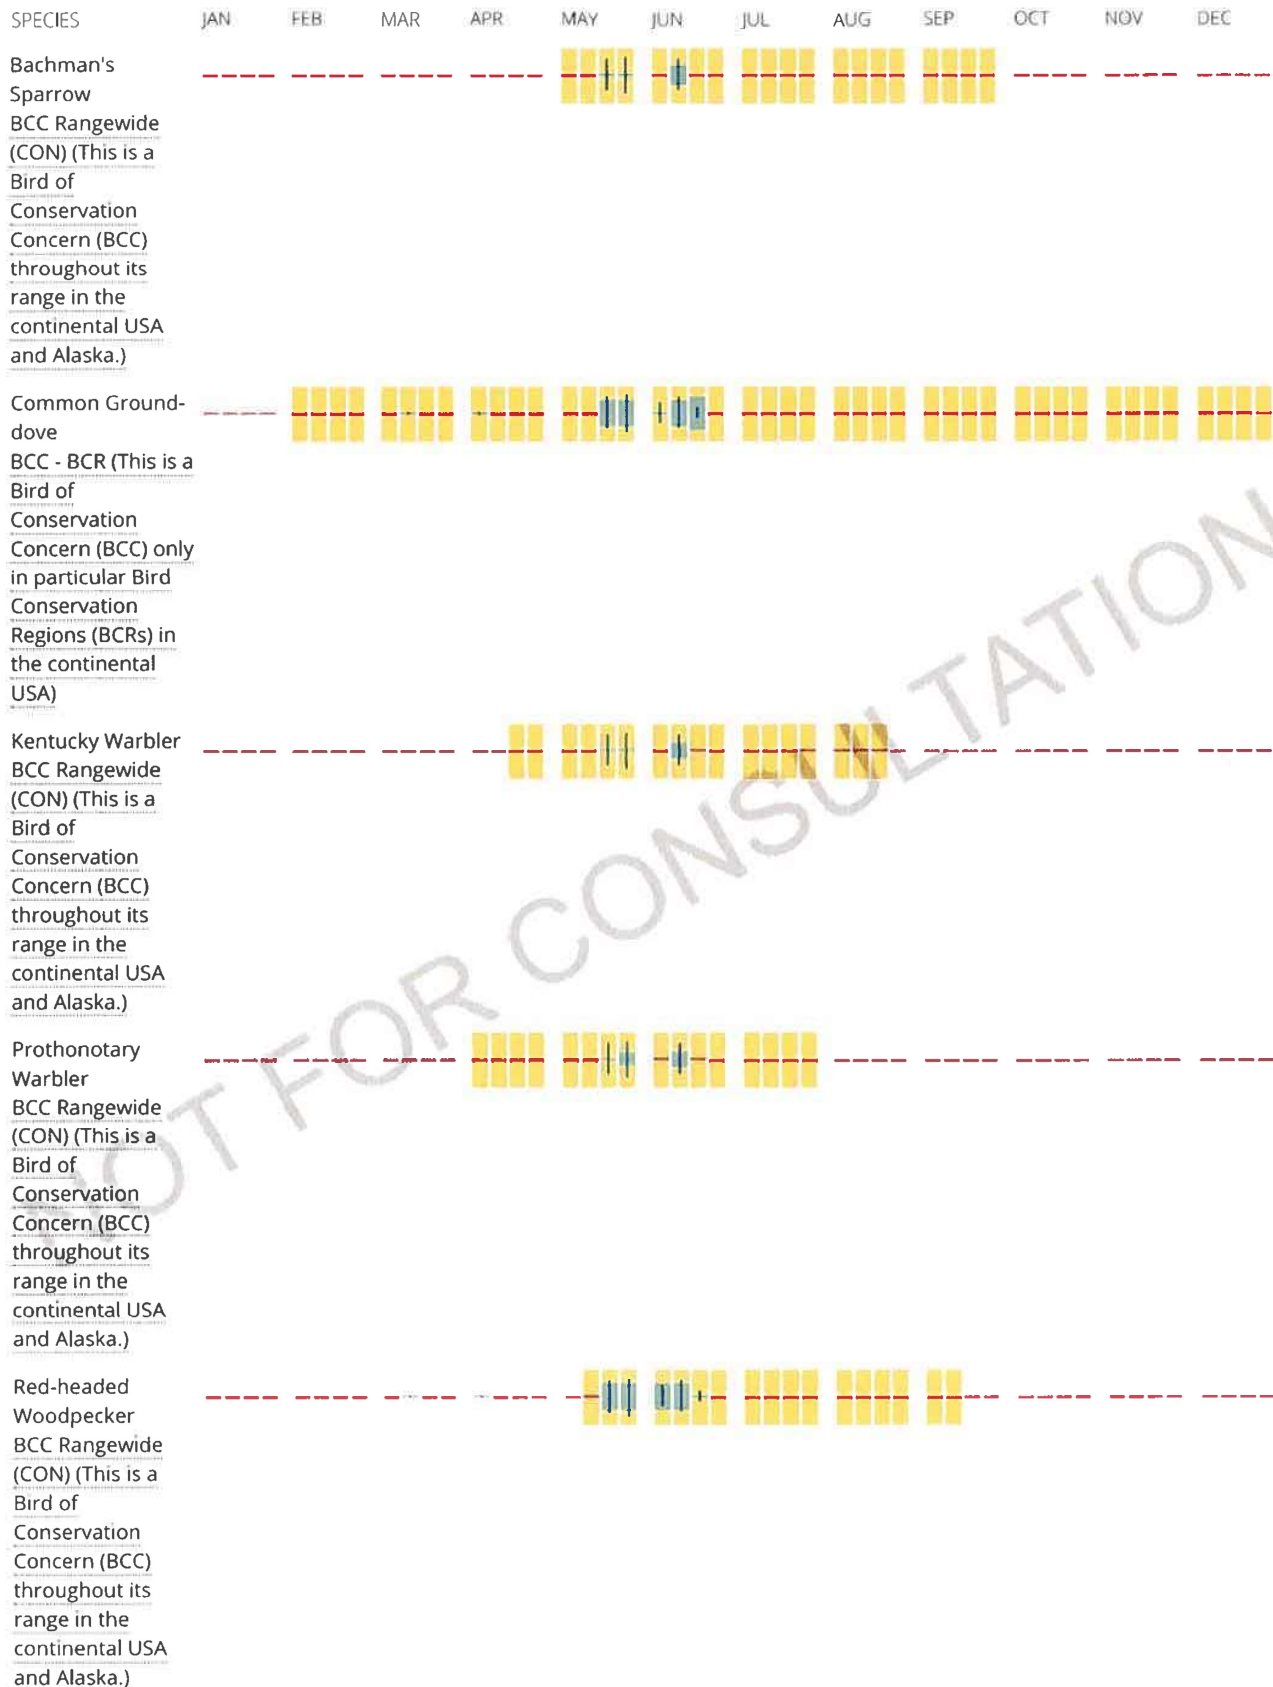 SPECIES JAN FEB MAR APR MAY JUN JUL AUG SEP OCT NOV DEC
Bachman's
Sparrow
BCC Rangewide
(CON) (This is a
Bird of
Conservation
Concern (BCC)
throughout its
range in the
continental USA
and Alaska.)
Common Ground-
dove
BCC - BCR (This is a
Bird of
Conservation
Concern (BCC) only
in particular Bird
Conservation
Regions (BCRs) in
the continental
USA)
Kentucky Warbler
BCC Rangewide
(CON) (This is a
Bird of
Conservation
Concern (BCC)
throughout its
range in the
continental USA
and Alaska.)
Prothonotary
Warbler
BCC Rangewide
(CON) (This is a
Bird of
Conservation
Concern (BCC)
throughout its
range in the
continental USA
and Alaska.)
Red-headed
Woodpecker
BCC Rangewide
(CON) (This is a
Bird of
Conservation
Concern (BCC)
throughout its
range in the
continental USA
and Alaska.)
NOT FOR CONSULTATION